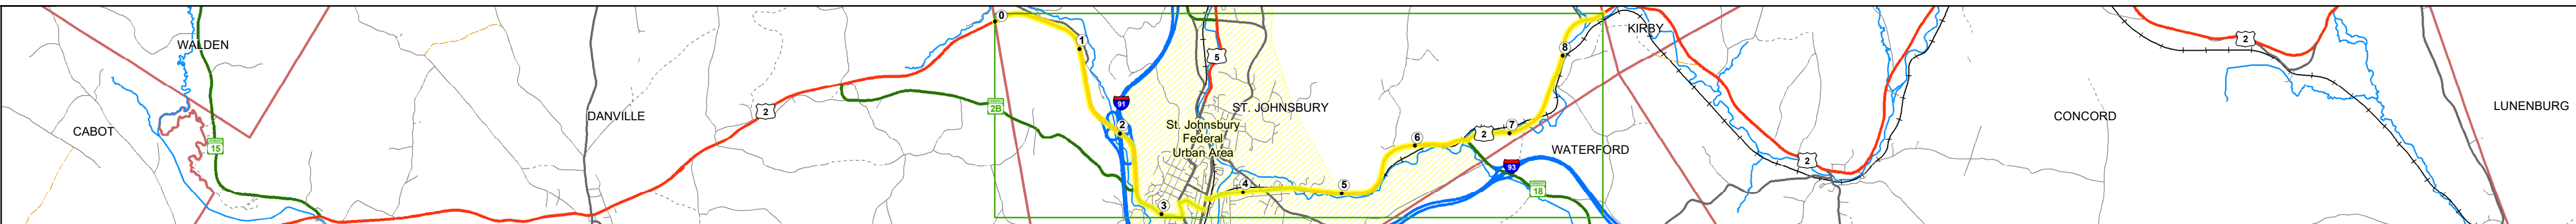 WALDEN
CABOT
15
DANVILLE
2
2B
0
1
91
2
3
5
ST. JOHNSBURY
St. Johnsbury
Federal
Urban Area
4
5
6
2
7
8
93
18
WATERFORD
KIRBY
2
CONCORD
2
LUNENBURG